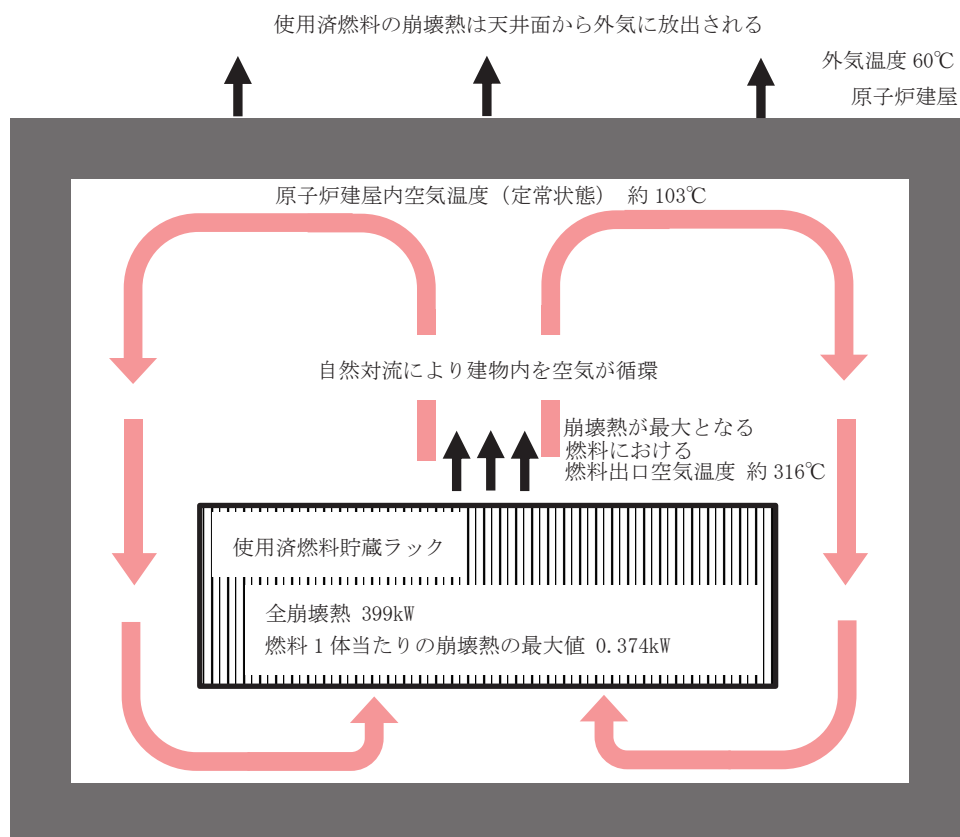 使用済燃料の崩壊熱は天井面から外気に放出される
外気温度 60℃
原子炉建屋
原子炉建屋内空気温度（定常状態） 約 103℃
自然対流により建物内を空気が循環
崩壊熱が最大となる
燃料における
燃料出口空気温度 約 316℃
使用済燃料貯蔵ラック
全崩壊熱 399kW
燃料 1 体当たりの崩壊熱の最大値 0.374kW